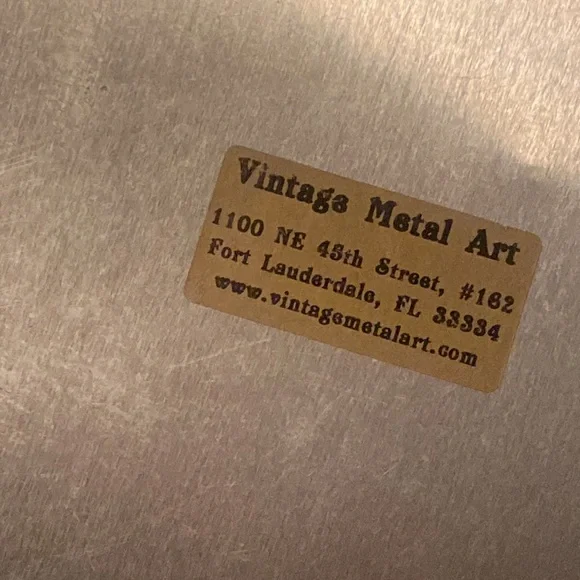 Vintage Metal Art
1100 NE 45th Street, #162
Fort Lauderdale, FL 33334
www.vintagemetalart.com